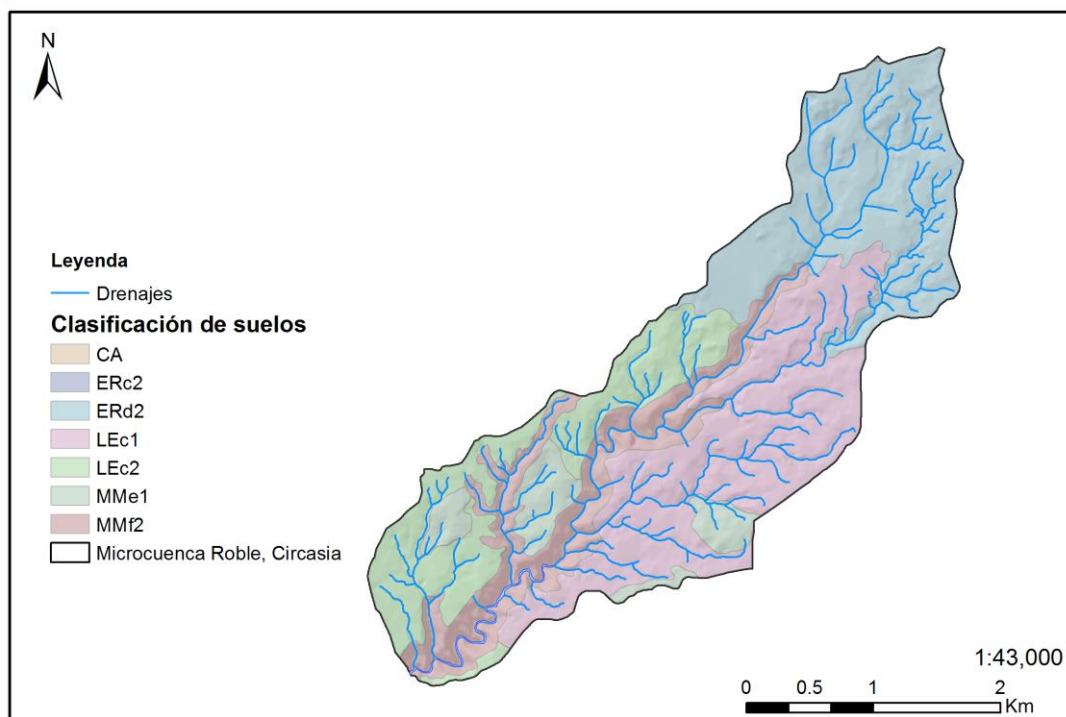 N
Leyenda
Drenajes
Clasificación de suelos
CA
ERc2
ERd2
LEc1
LEc2
MMe1
MMf2
Microcuenca Roble, Circasia
1:43,000
0 0.5 1 2
Km